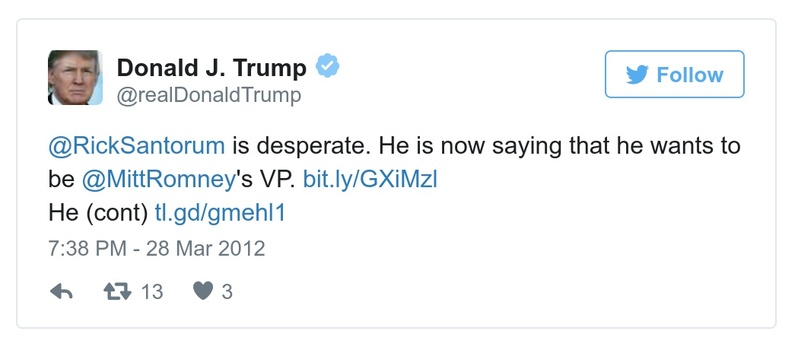 Donald J. Trump
@realDonaldTrump
Follow
@RickSantorum is desperate. He is now saying that he wants to
be @MittRomney's VP. bit.ly/GXiMzl
He (cont) tl.gd/gmehl1
7:38 PM - 28 Mar 2012
13 3